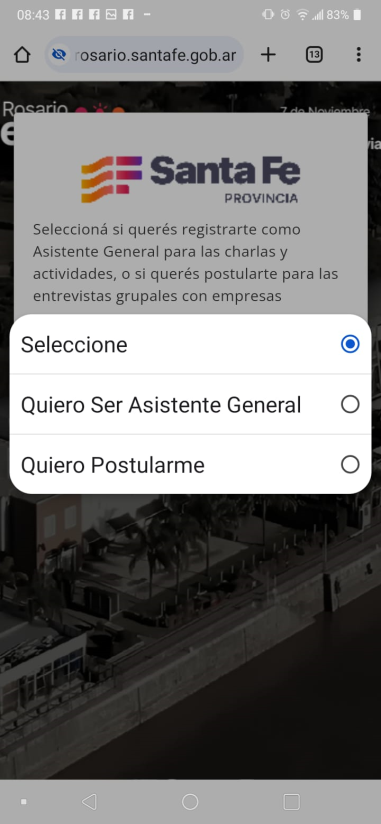 08:43
83%
rosario.santafe.gob.ar
13
Rosario
7 de Noviembre
e
via
Santa Fe
PROVINCIA
Seleccioná si querés registrarte como
Asistente General para las charlas y
actividades, o si querés postularte para las
entrevistas grupales con empresas
Seleccione
Quiero Ser Asistente General
Quiero Postularme